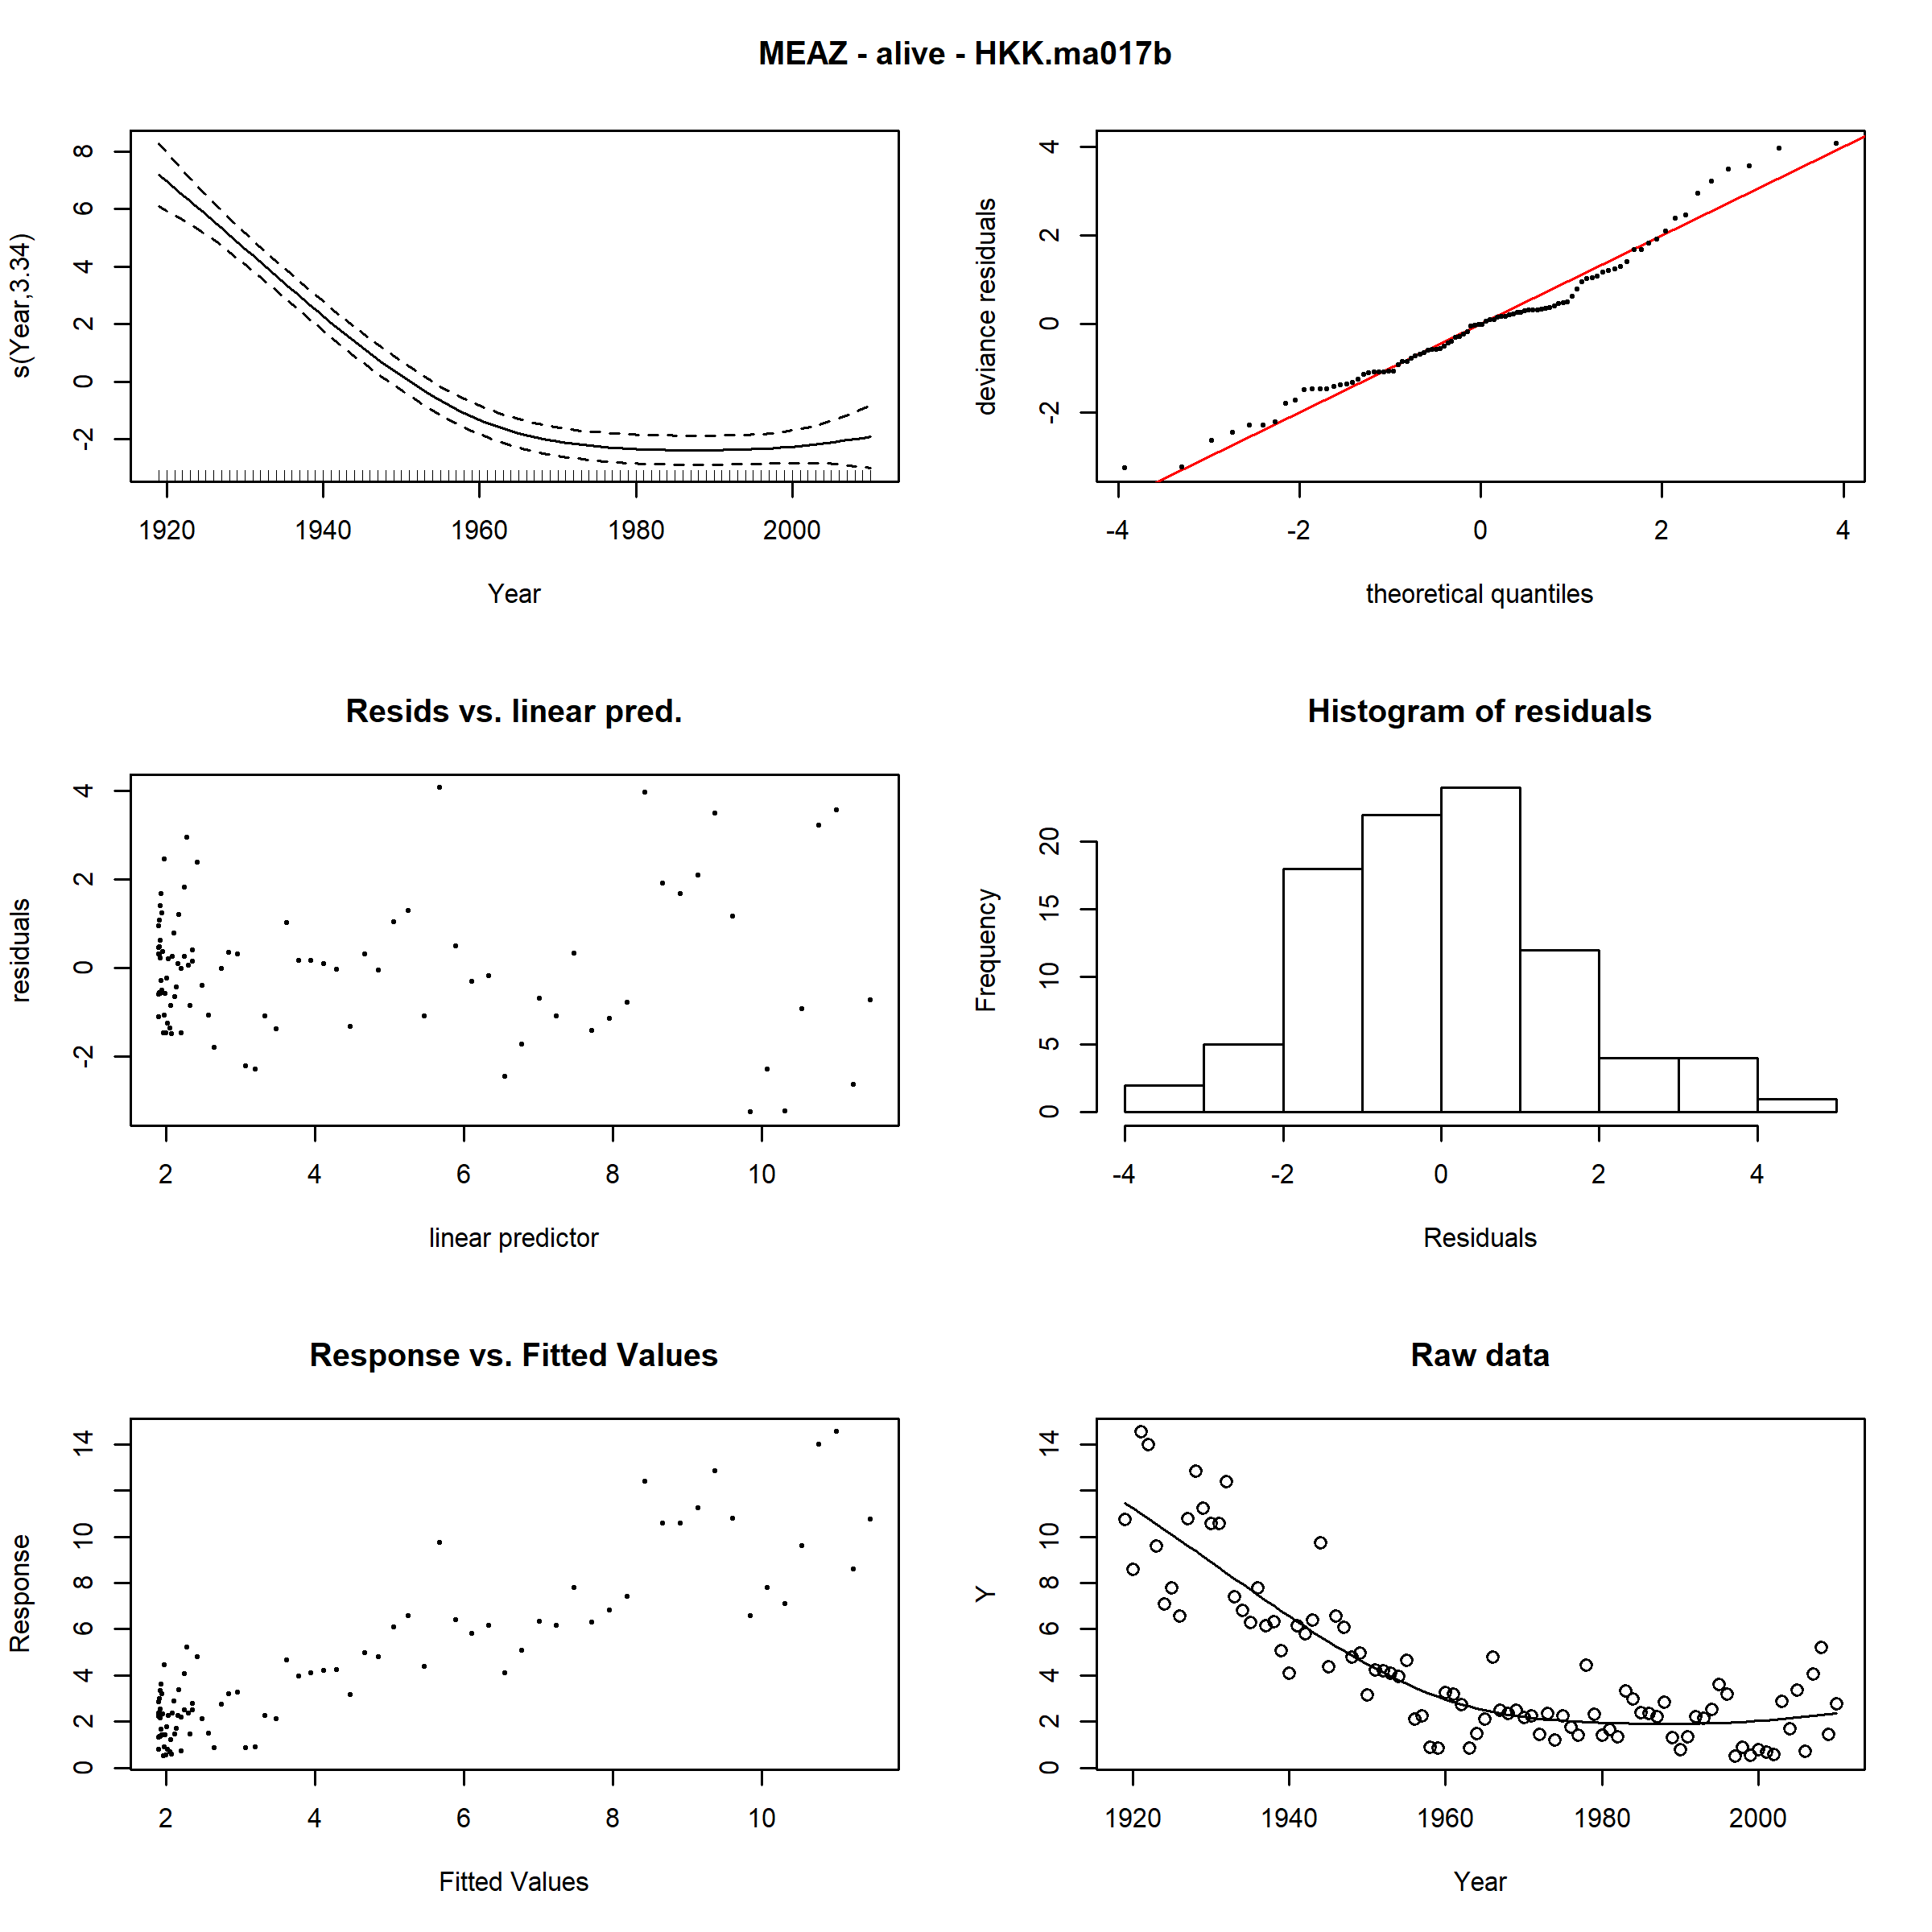 MEAZ - alive - HKK.ma017b
s(Year,3.34)
8
6
4
2
0
-2
1920 1940 1960 1980 2000
Year
deviance residuals
4
2
0
-2
-4 -2 0 2 4
theoretical quantiles
Resids vs. linear pred.
residuals
4
2
0
-2
2 4 6 8 10
linear predictor
Histogram of residuals
Frequency
20
15
10
5
0
-4 -2 0 2 4
Residuals
Response vs. Fitted Values
Response
14
10
8
6
4
2
0
2 4 6 8 10
Fitted Values
Raw data
Y
14
10
8
6
4
2
0
1920 1940 1960 1980 2000
Year